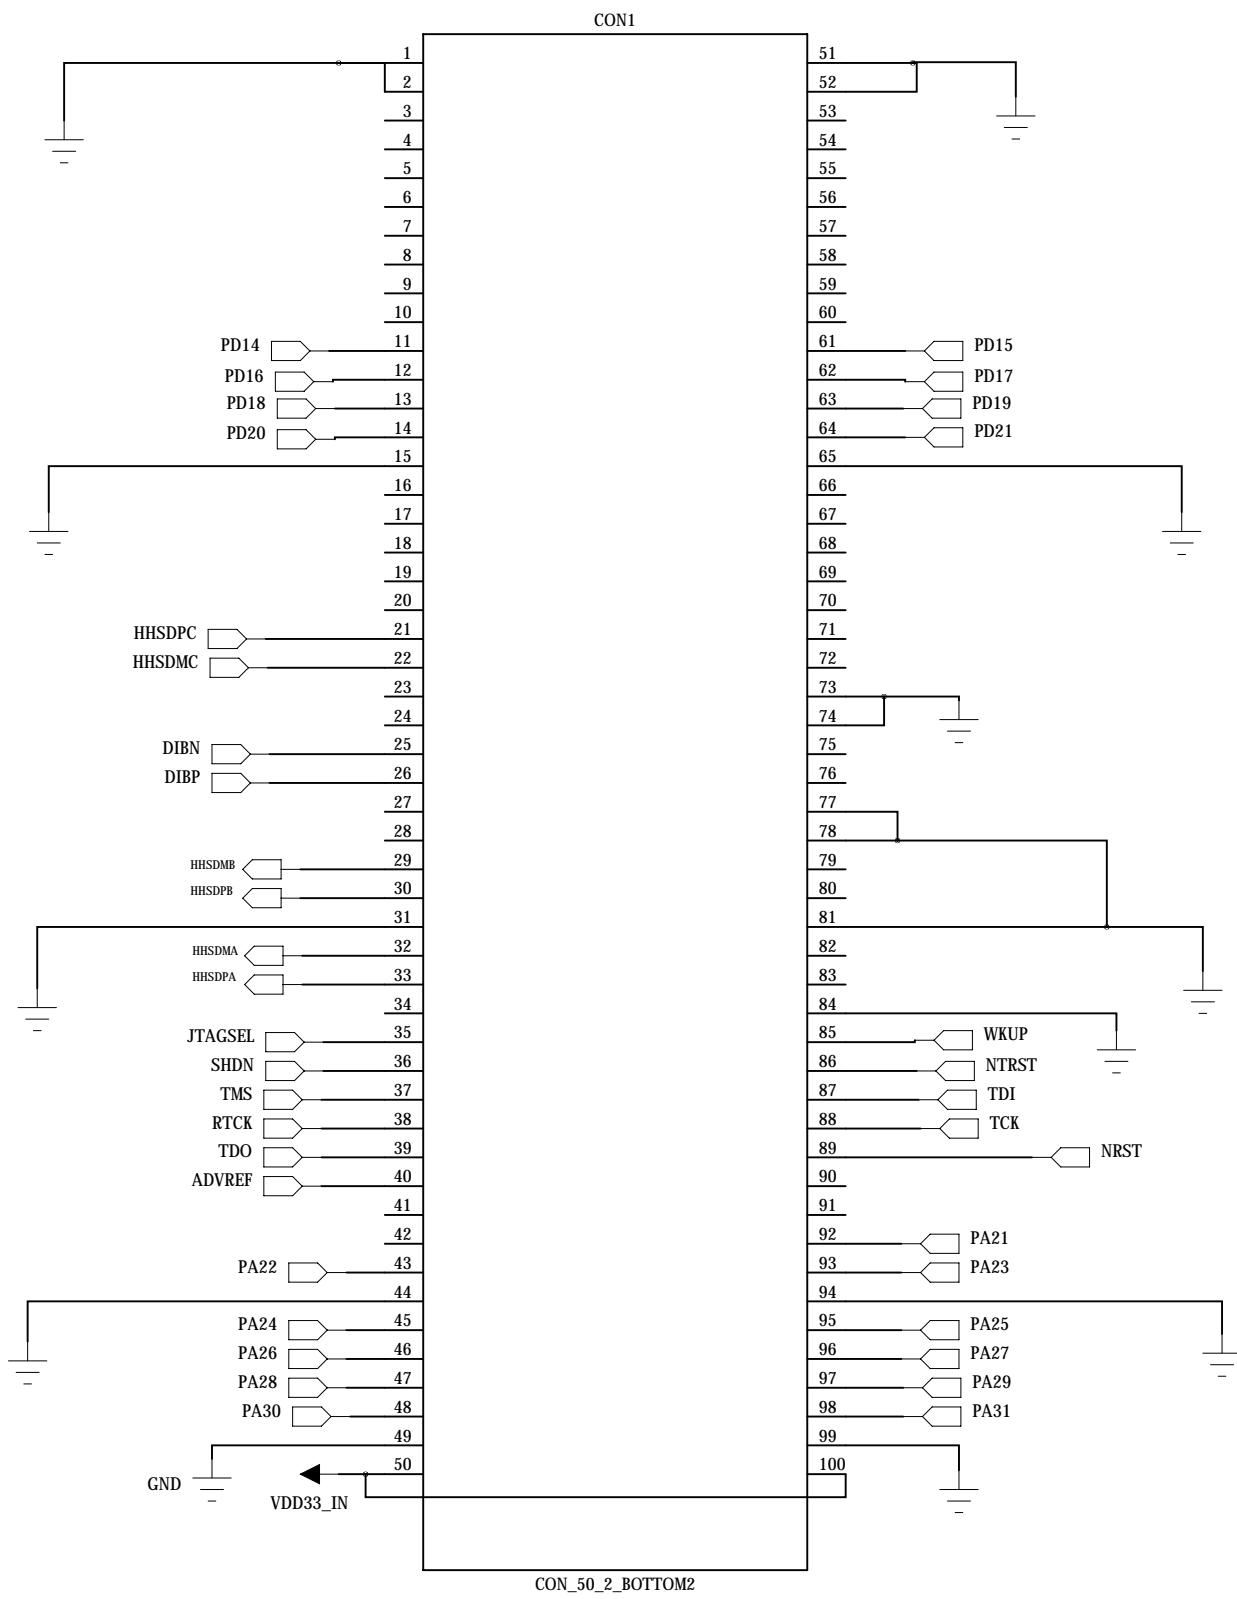 CON1
1 51
2 52
3 53
4 54
5 55
6 56
7 57
8 58
9 59
10 60
PD14 11 61 PD15
PD16 12 62 PD17
PD18 13 63 PD19
PD20 14 64 PD21
15 65
16 66
17 67
18 68
19 69
20 70
HHSDPC 21 71
HHSDMC 22 72
23 73
24 74
DIBN 25 75
DIBP 26 76
27 77
28 78
HHSDMB 29 79
HHSDPB 30 80
31 81
HHSDMA 32 82
HHSDPA 33 83
34 84
JTAGSEL 35 85 WKUP
SHDN 36 86 NTRST
TMS 37 87 TDI
RTCK 38 88 TCK
TDO 39 89 NRST
ADVREF 40 90
41 91
42 92 PA21
PA22 43 93 PA23
44 94
PA24 45 95 PA25
PA26 46 96 PA27
PA28 47 97 PA29
PA30 48 98 PA31
49 99
GND 50 100
VDD33_IN
CON_50_2_BOTTOM2